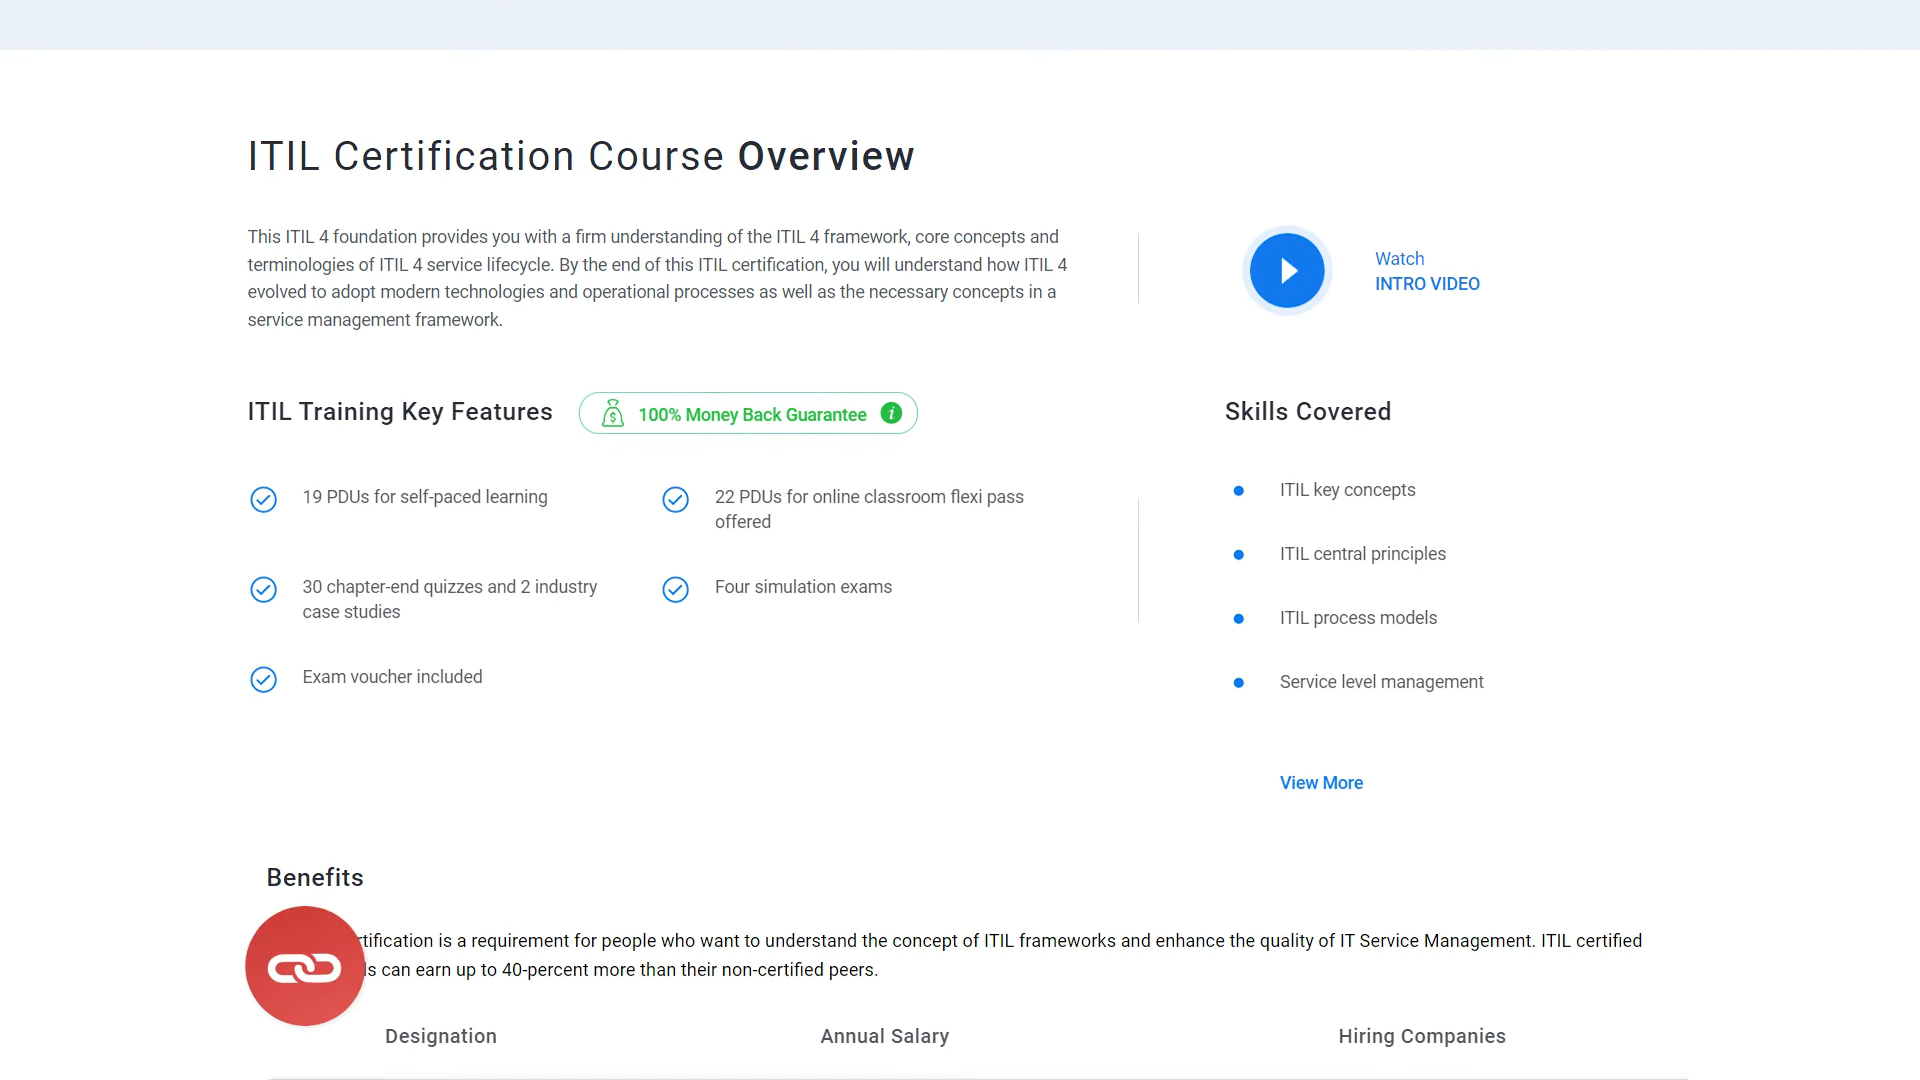 ITIL Certification Course Overview
This ITIL 4 foundation provides you with a firm understanding of the ITIL 4 framework, core concepts and
terminologies of ITIL 4 service lifecycle. By the end of this ITIL certification, you will understand how ITIL 4
evolved to adopt modern technologies and operational processes as well as the necessary concepts in a
service management framework.
Watch
INTRO VIDEO
ITIL Training Key Features
100% Money Back Guarantee
19 PDUs for self-paced learning
22 PDUs for online classroom flexi pass
offered
30 chapter-end quizzes and 2 industry
case studies
Four simulation exams
Exam voucher included
Skills Covered
ITIL key concepts
ITIL central principles
ITIL process models
Service level management
View More
Benefits
is a requirement for people who want to understand the concept of ITIL frameworks and enhance the quality of IT Service Management. ITIL certified
can earn up to 40-percent more than their non-certified peers.
Designation
Annual Salary
Hiring Companies